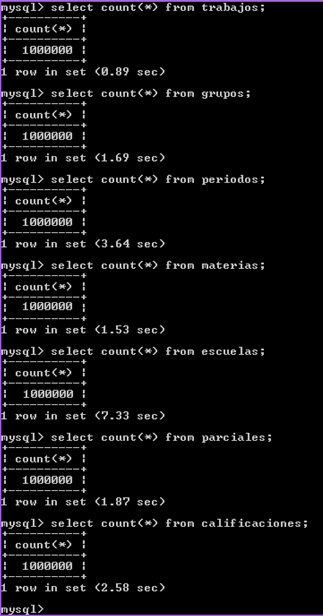 mysql> select count(*) from trabajos;
+----------+
| count(*) |
+----------+
|  1000000 |
+----------+
1 row in set (0.89 sec)
mysql> select count(*) from grupos;
+----------+
| count(*) |
+----------+
|  1000000 |
+----------+
1 row in set (1.69 sec)
mysql> select count(*) from periodos;
+----------+
| count(*) |
+----------+
|  1000000 |
+----------+
1 row in set (3.64 sec)
mysql> select count(*) from materias;
+----------+
| count(*) |
+----------+
|  1000000 |
+----------+
1 row in set (1.53 sec)
mysql> select count(*) from escuelas;
+----------+
| count(*) |
+----------+
|  1000000 |
+----------+
1 row in set (7.33 sec)
mysql> select count(*) from parciales;
+----------+
| count(*) |
+----------+
|  1000000 |
+----------+
1 row in set (1.87 sec)
mysql> select count(*) from calificaciones;
+----------+
| count(*) |
+----------+
|  1000000 |
+----------+
1 row in set (2.58 sec)
mysql>